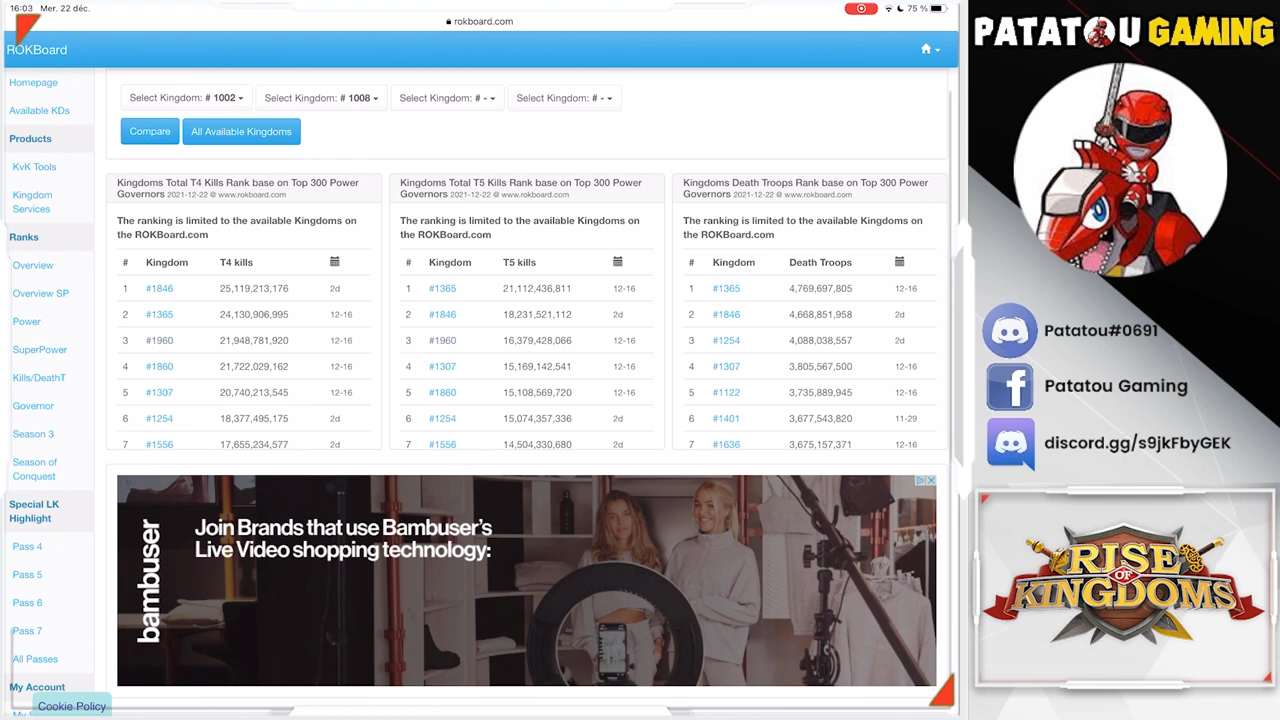 16:03 Mer. 22 déc.
75 %
rokboard.com
ROKBoard
Homepage
Available KDs
Products
KvK Tools
Kingdom
Services
Ranks
Overview
Overview SP
Power
SuperPower
Kills/DeathT
Governor
Season 3
Season of
Conquest
Special LK
Highlight
Pass 4
Pass 5
Pass 6
Pass 7
All Passes
My Account
Cookie Policy
Select Kingdom: # 1002
Select Kingdom: # 1008
Select Kingdom: # -
Select Kingdom: # -
Compare
All Available Kingdoms
Kingdoms Total T4 Kills Rank base on Top 300 Power
Governors 2021-12-22 @ www.rokboard.com
The ranking is limited to the available Kingdoms on
the ROKBoard.com
# Kingdom T4 kills
1 #1846 25,119,213,176 2d
2 #1365 24,130,906,995 12-16
3 #1960 21,948,781,920 12-16
4 #1860 21,722,029,162 12-16
5 #1307 20,740,213,545 12-16
6 #1254 18,377,495,175 2d
7 #1556 17,655,234,577 2d
Kingdoms Total T5 Kills Rank base on Top 300 Power
Governors 2021-12-22 @ www.rokboard.com
The ranking is limited to the available Kingdoms on
the ROKBoard.com
# Kingdom T5 kills
1 #1365 21,112,436,811 12-16
2 #1846 18,231,521,112 2d
3 #1960 16,379,428,066 12-16
4 #1307 15,169,142,541 12-16
5 #1860 15,108,569,720 12-16
6 #1254 15,074,357,336 2d
7 #1556 14,504,330,680 2d
Kingdoms Death Troops Rank base on Top 300 Power
Governors 2021-12-22 @ www.rokboard.com
The ranking is limited to the available Kingdoms on
the ROKBoard.com
# Kingdom Death Troops
1 #1365 4,769,697,805 12-16
2 #1846 4,668,851,958 2d
3 #1254 4,088,038,557 2d
4 #1307 3,805,567,500 12-16
5 #1122 3,735,889,945 12-16
6 #1401 3,677,543,820 11-29
7 #1636 3,675,157,371 12-16
bambuser
Join Brands that use Bambuser's
Live Video shopping technology:
PATATOU GAMING
Patatou#0691
Patatou Gaming
discord.gg/s9jkFbyGEK
RISE
OF
KINGDOMS